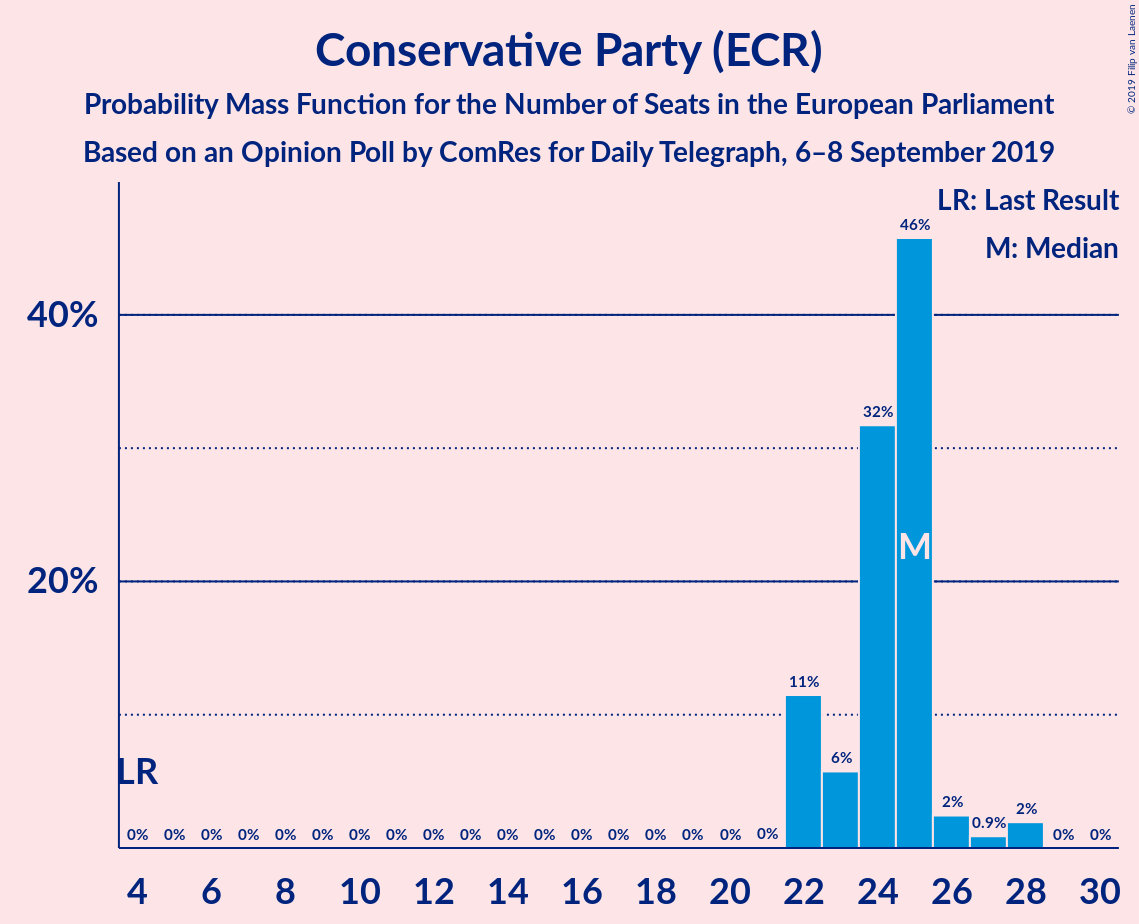 Conservative Party (ECR)
Probability Mass Function for the Number of Seats in the European Parliament
Based on an Opinion Poll by ComRes for Daily Telegraph, 6–8 September 2019
© 2019 Filip van Laenen
LR: Last Result
M: Median
46%
40%
32%
M
20%
11%
6%
LR
2%
0.9%
2%
0% 0% 0% 0% 0% 0% 0% 0% 0% 0% 0% 0% 0% 0% 0% 0% 0% 0% 0% 0%
4 6 8 10 12 14 16 18 20 22 24 26 28 30